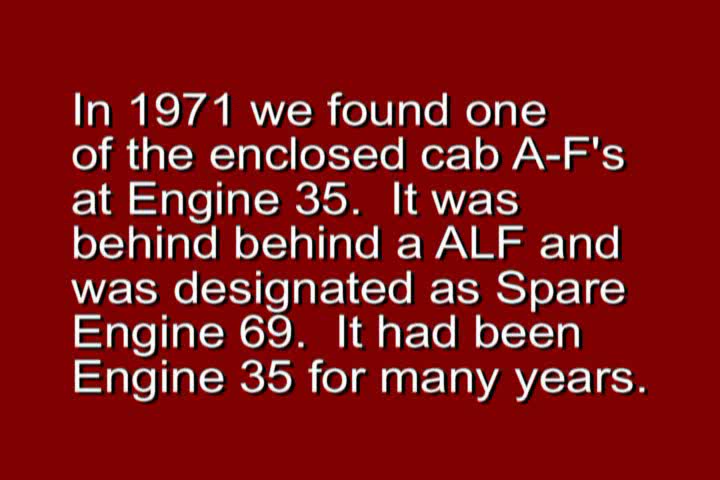 In 1971 we found one
of the enclosed cab A-F's
at Engine 35.  It was
behind behind a ALF and
was designated as Spare
Engine 69.  It had been
Engine 35 for many years.